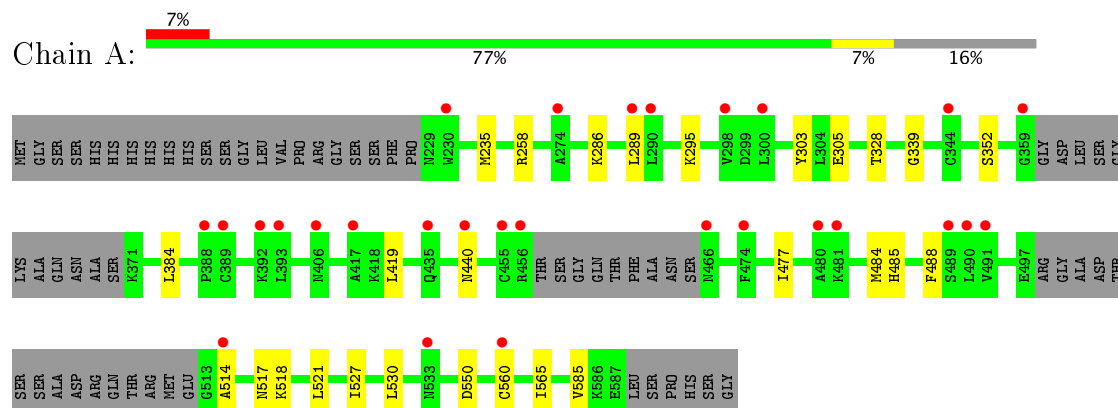 7%
Chain A:
77% 7% 16%
MET GLY SER SER HIS HIS HIS HIS HIS HIS SER SER GLY LEU VAL PRO ARG GLY SER SER PHE PRO N229 W230 M235 R258 A274 K286 L289 L290 K295 V298 D299 L300 Y303 L304 E305 T328 G339 C344 S352 G359 GLY ASP LEU SER GLY
LYS ALA GLN ASN ALA SER K371 L384 P388 C389 K392 L393 N406 A417 K418 L419 Q435 N440 C455 R456 THR SER GLY GLN THR PHE ALA ASN SER N466 F474 I477 A480 K481 M484 H485 F488 S489 L490 V491 E497 ARG GLY ALA ASP THR
SER SER ALA ASP ARG GLN THR ARG MET GLU G513 A514 N517 K518 L521 I527 L530 N533 D550 C560 I565 V585 K586 E587 LEU SER PRO HIS SER GLY